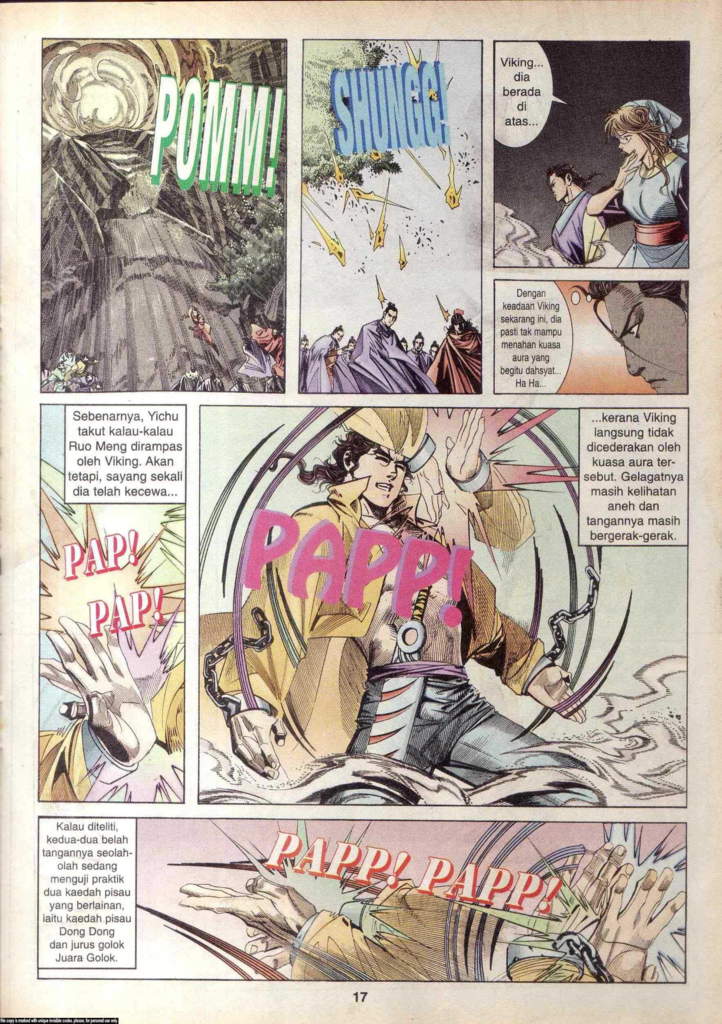 POMM!
SHUNGG!
Viking...
dia
berada
di
atas...
Dengan
keadaan Viking
sekarang ini, dia
pasti tak mampu
menahan kuasa
aura yang
begitu dahsyat...
Ha Ha...
Sebenarnya, Yichu
takut kalau-kalau
Ruo Meng dirampas
oleh Viking. Akan
tetapi, sayang sekali
dia telah kecewa...
PAP!
PAP!
PAPP!
...kerana Viking
langsung tidak
dicederakan oleh
kuasa aura ter-
sebut. Gelagatnya
masih kelihatan
aneh dan
tangannya masih
bergerak-gerak.
Kalau diteliti,
kedua-dua belah
tangannya seolah-
olah sedang
menguji praktik
dua kaedah pisau
yang berlainan,
iaitu kaedah pisau
Dong Dong
dan jurus golok
Juara Golok.
PAPP! PAPP!
17